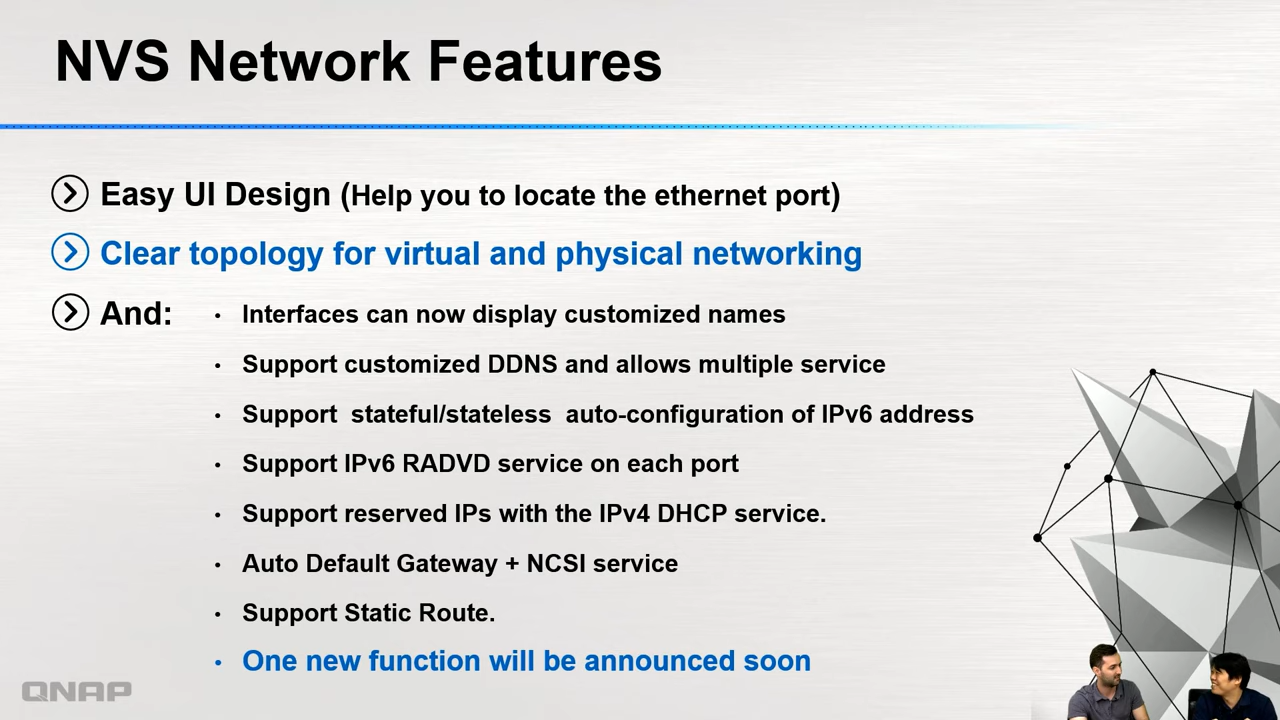 NVS Network Features
Easy UI Design (Help you to locate the ethernet port)
Clear topology for virtual and physical networking
And:
• Interfaces can now display customized names
• Support customized DDNS and allows multiple service
• Support  stateful/stateless  auto-configuration of IPv6 address
• Support IPv6 RADVD service on each port
• Support reserved IPs with the IPv4 DHCP service.
• Auto Default Gateway + NCSI service
• Support Static Route.
• One new function will be announced soon
QNAP